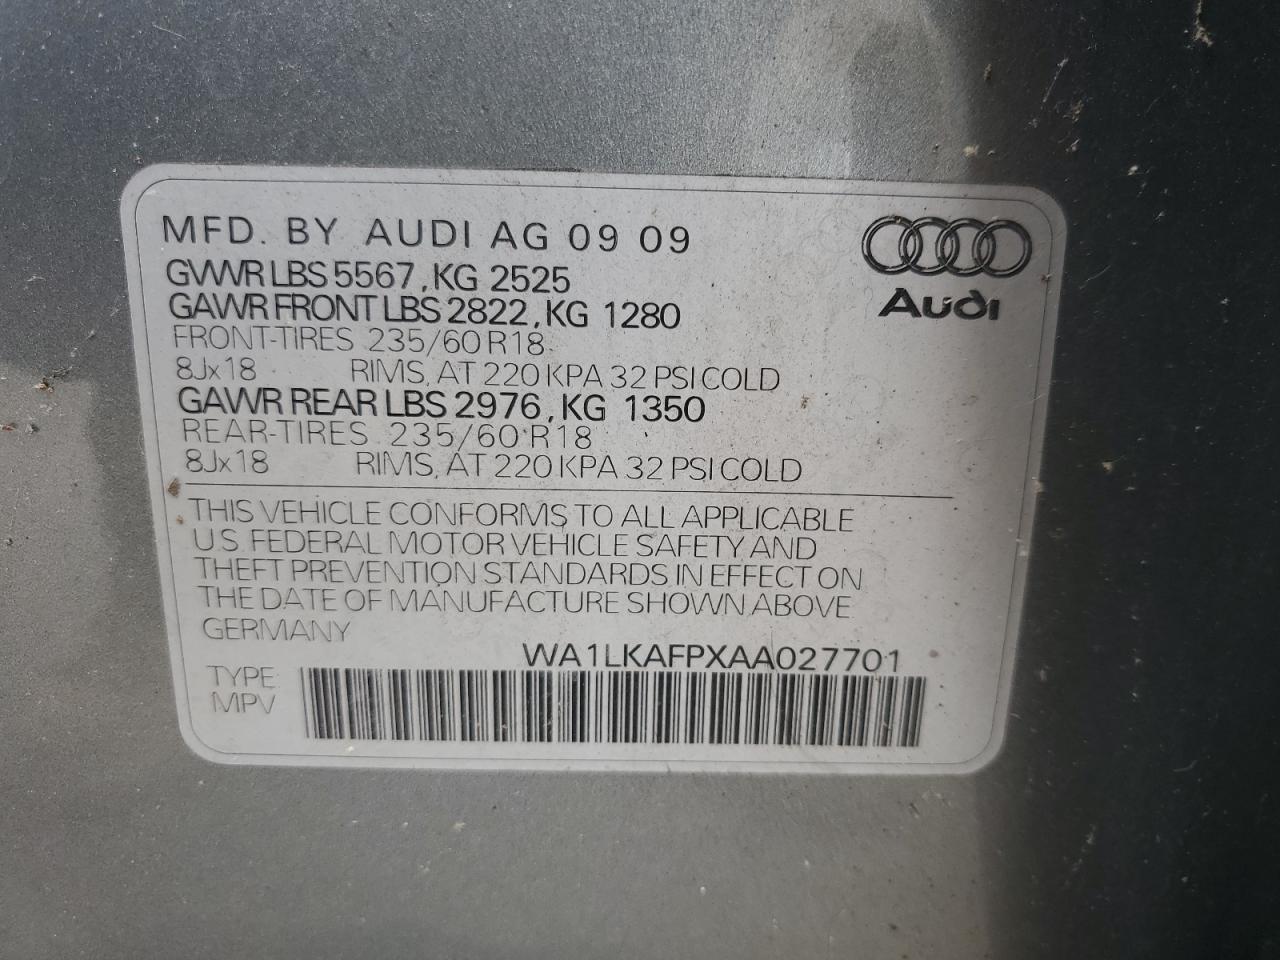 MFD. BY AUDI AG 09 09
GVWR LBS 5567, KG 2525
GAWR FRONT LBS 2822, KG 1280
FRONT-TIRES 235/60 R18
8Jx18 RIMS, AT 220 KPA 32 PSI COLD
GAWR REAR LBS 2976, KG 1350
REAR-TIRES 235/60 R18
8Jx18 RIMS, AT 220 KPA 32 PSI COLD
Audi
THIS VEHICLE CONFORMS TO ALL APPLICABLE
U.S. FEDERAL MOTOR VEHICLE SAFETY AND
THEFT PREVENTION STANDARDS IN EFFECT ON
THE DATE OF MANUFACTURE SHOWN ABOVE
GERMANY
WA1LKAFPXAA027701
TYPE
MPV